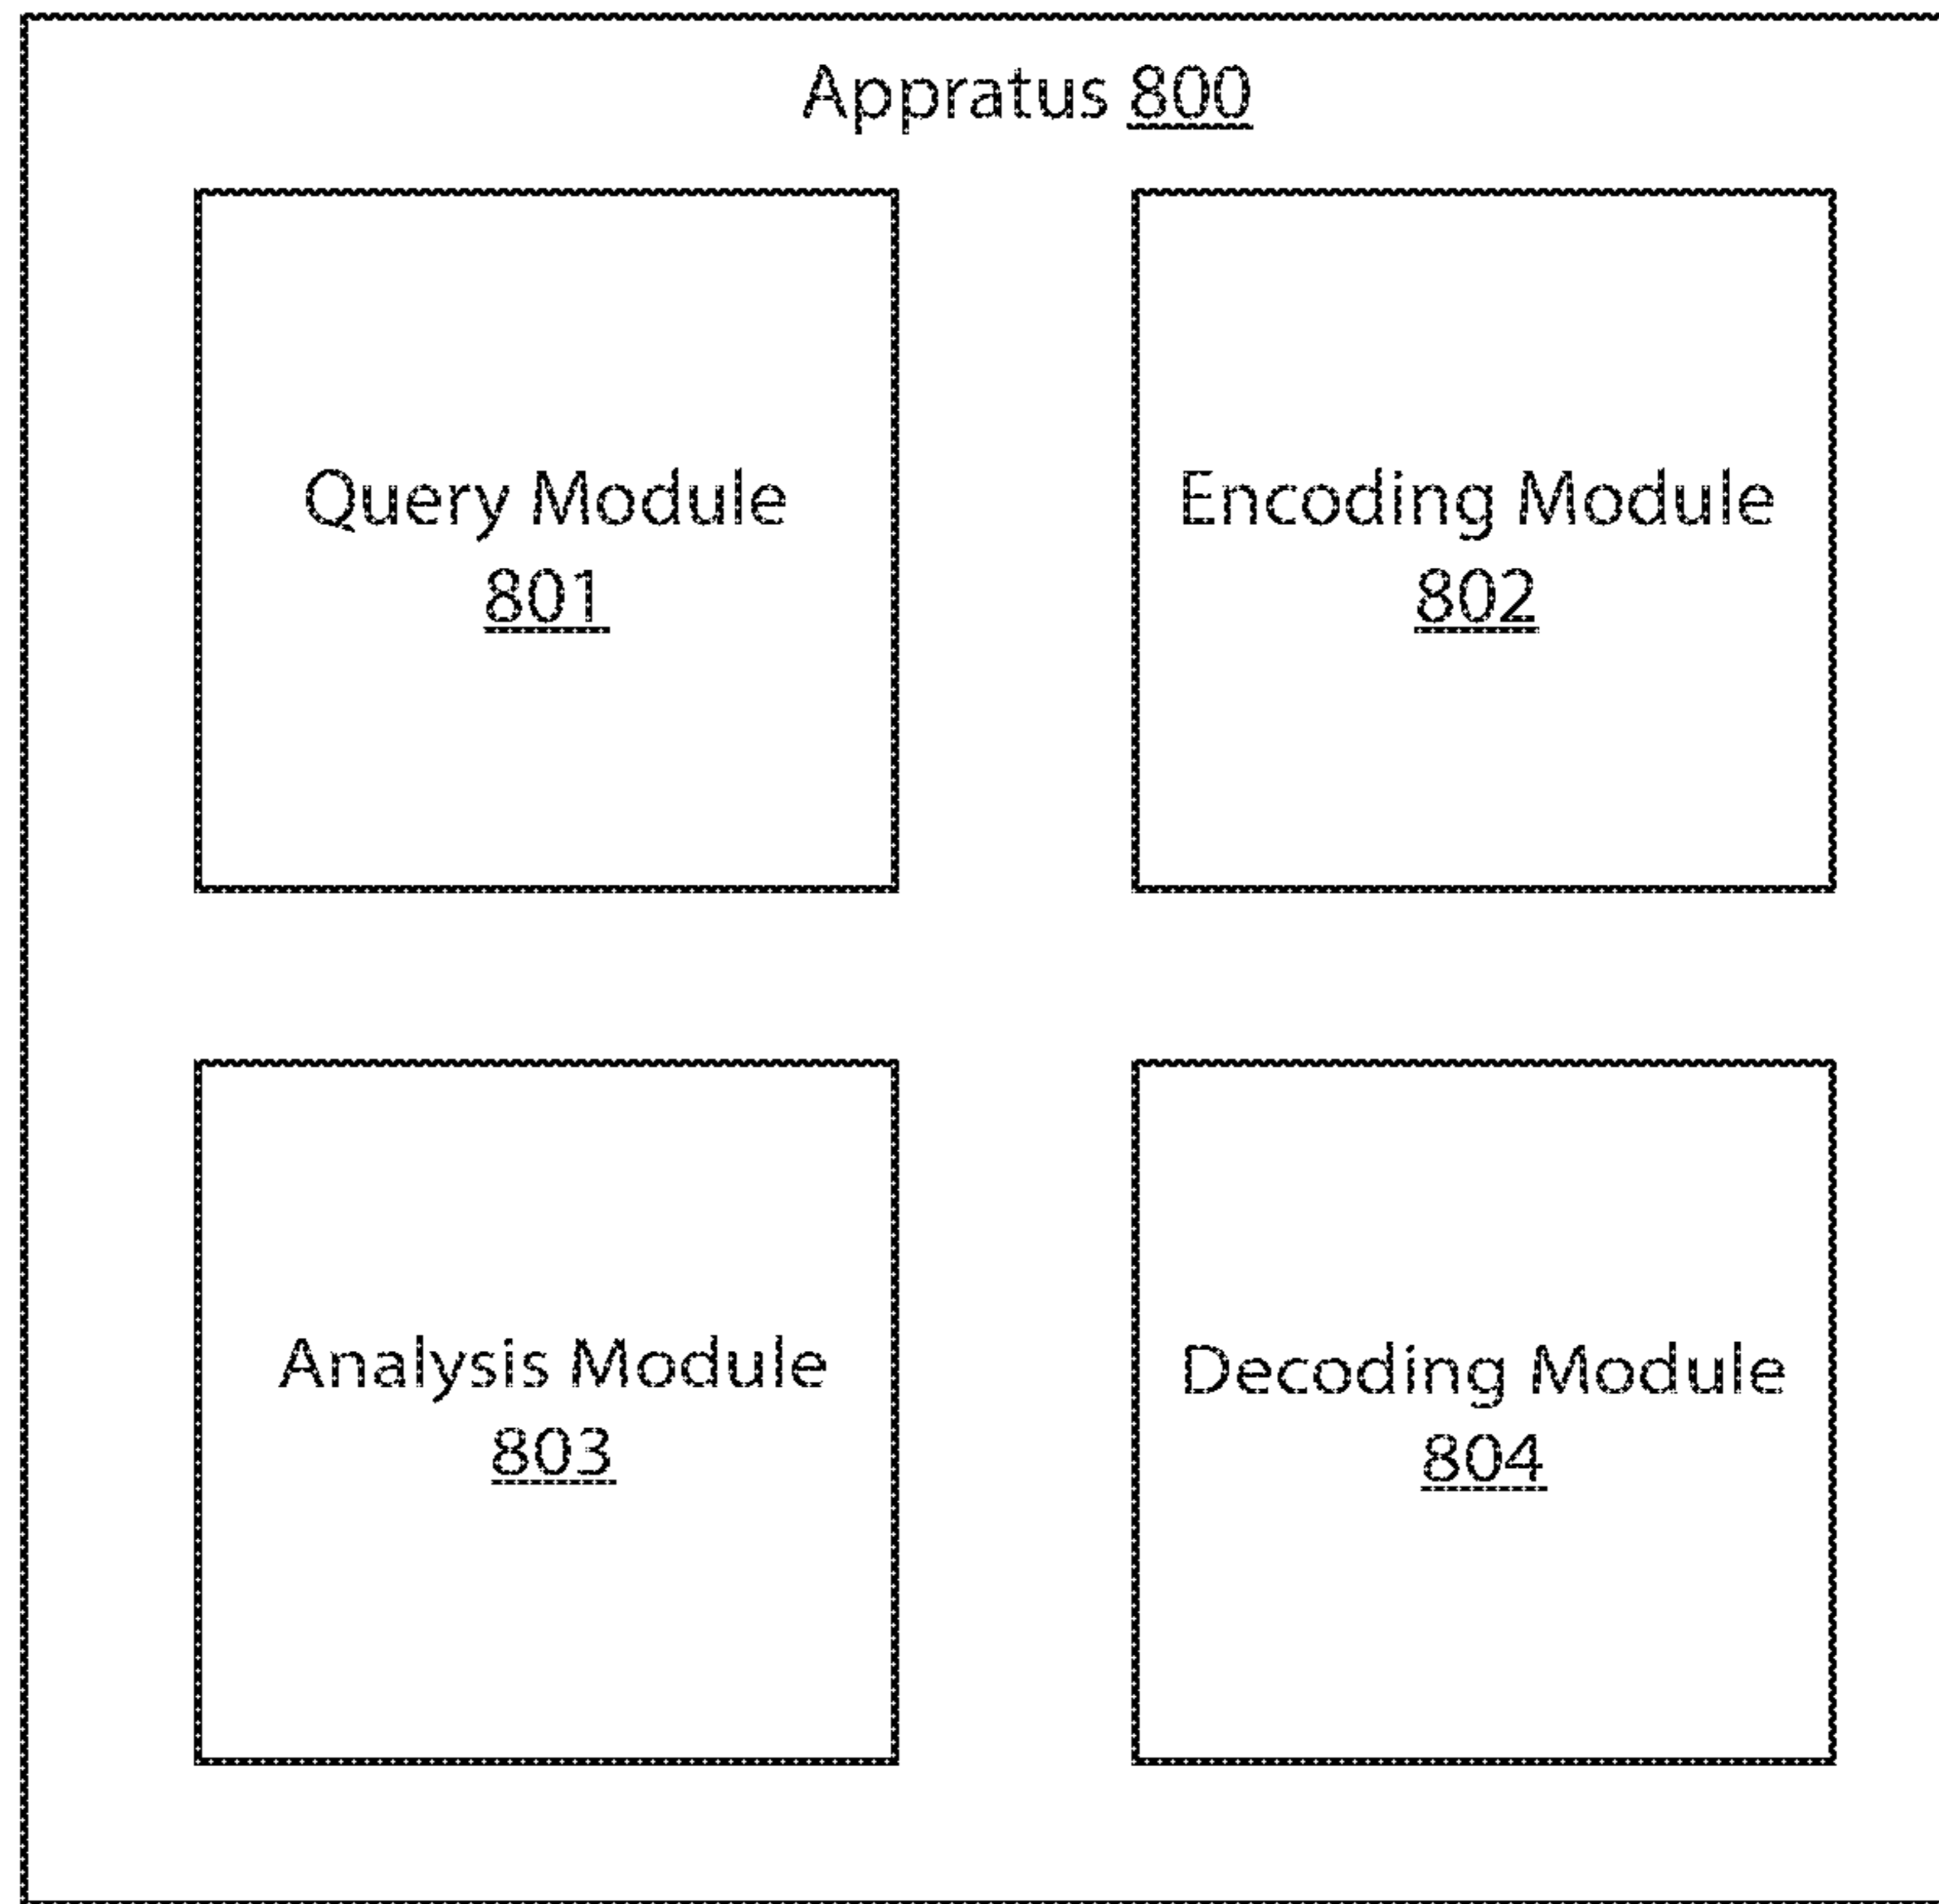 Appratus 800
Query Module
801
Encoding Module
802
Analysis Module
803
Decoding Module
804